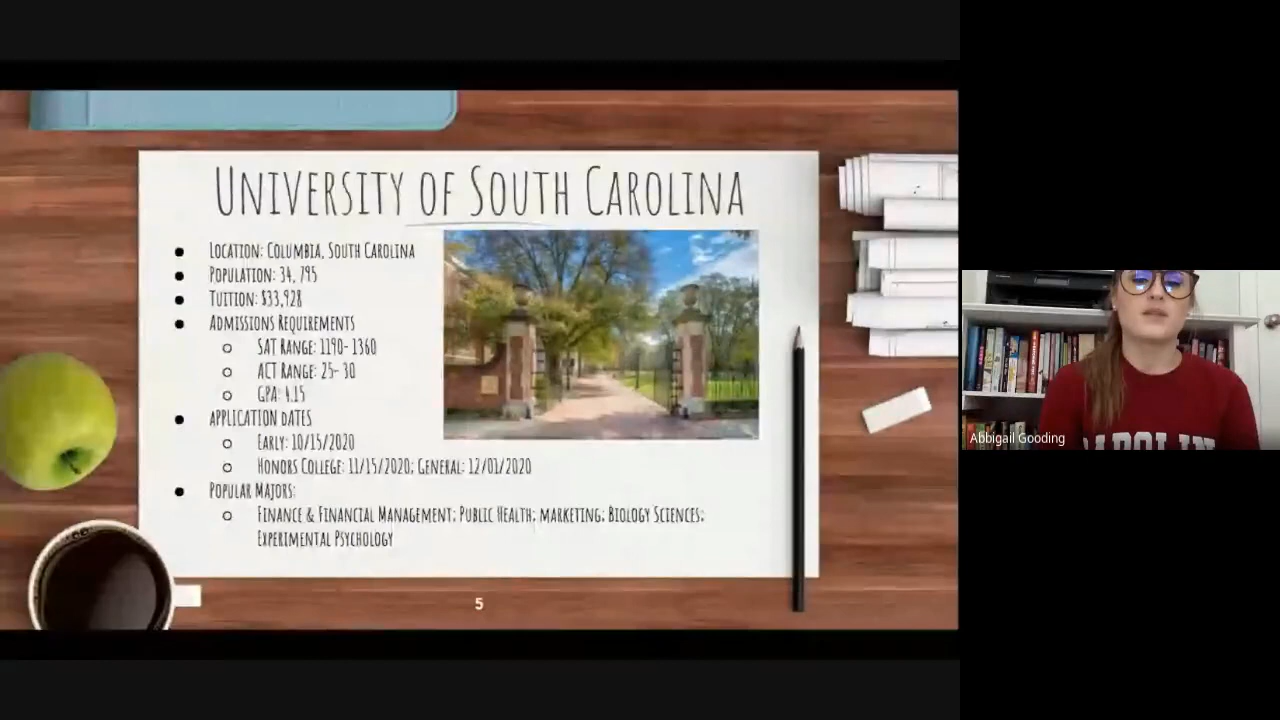 University of South Carolina
Location: Columbia, South Carolina
Population: 34, 795
Tuition: $33,928
Admissions Requirements
SAT Range: 1190- 1360
ACT Range: 25- 30
GPA: 4.15
Application dates
Early: 10/15/2020
Honors College: 11/15/2020; General: 12/01/2020
Popular Majors:
Finance & Financial Management; Public Health; marketing; Biology Sciences;
Experimental Psychology
5
Abbigail Gooding